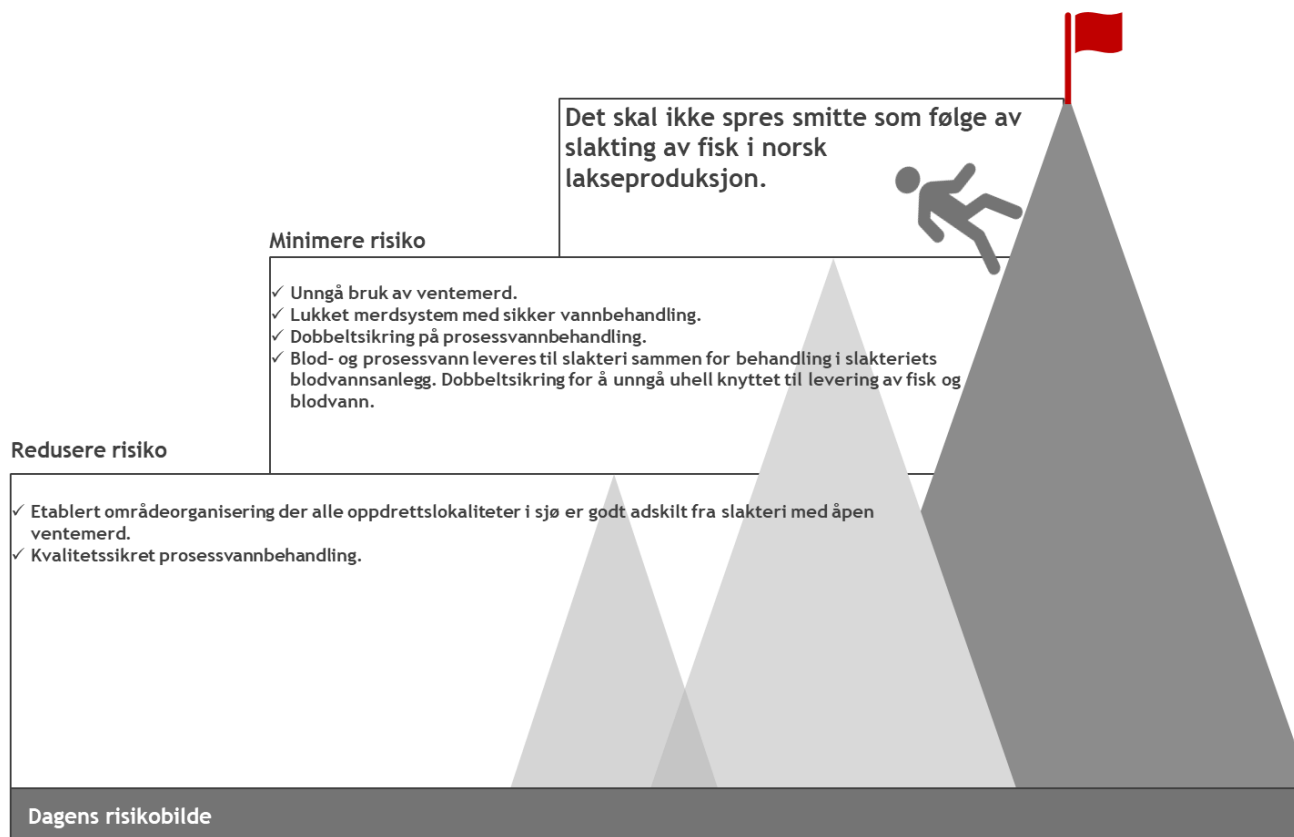 Det skal ikke spres smitte som følge av
slakting av fisk i norsk
lakseproduksjon.
Minimere risiko
✓ Unngå bruk av ventemerd.
✓ Lukket merdsystem med sikker vannbehandling.
✓ Dobbeltsikring på prosessvannbehandling.
✓ Blod- og prosessvann leveres til slakteri sammen for behandling i slakteriets
blodvannsanlegg. Dobbeltsikring for å unngå uhell knyttet til levering av fisk og
blodvann.
Redusere risiko
✓ Etablert områdeorganisering der alle oppdrettslokaliteter i sjø er godt adskilt fra slakteri med åpen
ventemerd.
✓ Kvalitetssikret prosessvannbehandling.
Dagens risikobilde